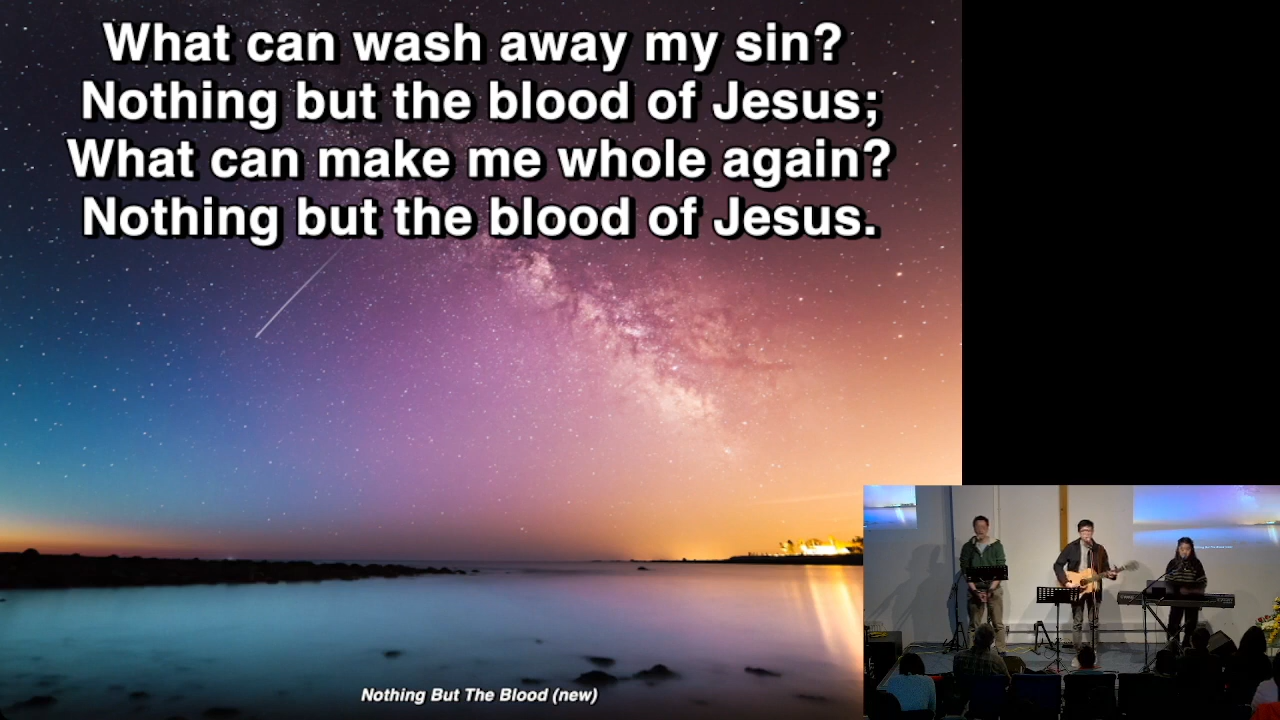 What can wash away my sin?
Nothing but the blood of Jesus;
What can make me whole again?
Nothing but the blood of Jesus.
Nothing But The Blood (new)